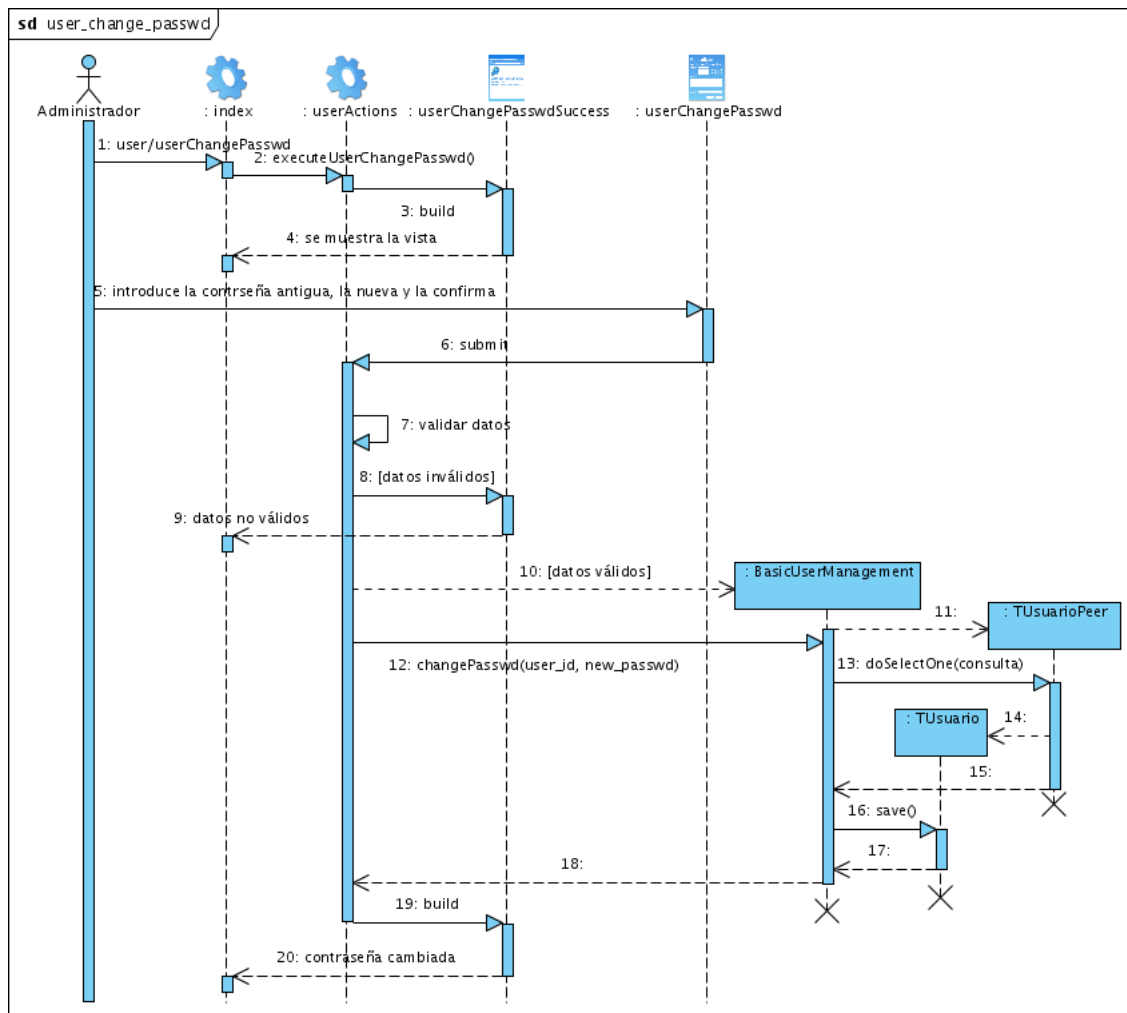 sd user_change_passwd
Administrador
: index
: userActions
: userChangePasswdSuccess
: userChangePasswd
1: user/userChangePasswd
2: executeUserChangePasswd()
3: build
4: se muestra la vista
5: introduce la contrseña antigua, la nueva y la confirma
6: submit
7: validar datos
8: [datos inválidos]
9: datos no válidos
10: [datos válidos]
: BasicUserManagement
11:
: TUsuarioPeer
12: changePasswd(user_id, new_passwd)
13: doSelectOne(consulta)
: TUsuario
14:
15:
16: save()
17:
18:
19: build
20: contraseña cambiada